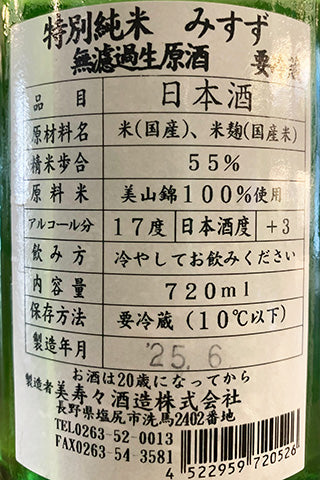 特別純米 みすず
無濾過生原酒 要冷蔵
品目 日本酒
原材料名 米(国産)、米麹(国産米)
精米歩合 55%
原料米 美山錦100%使用
アルコール分 17度 日本酒度 +3
飲み方 冷やしてお飲みください
内容量 720ml
保存方法 要冷蔵(10℃以下)
製造年月 '25.6
お酒は20歳になってから
製造者 美寿々酒造株式会社
長野県塩尻市洗馬2402番地
TEL0263-52-0013
FAX0263-54-3581
4 522959 720526